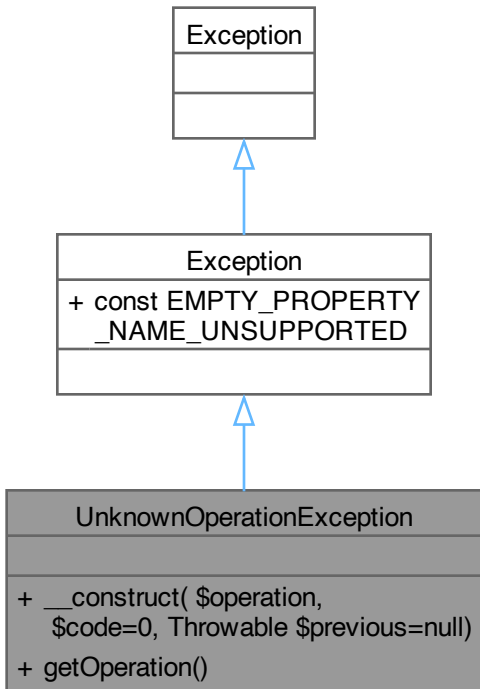 Exception
Exception
+ const EMPTY_PROPERTY
_NAME_UNSUPPORTED
UnknownOperationException
+ __construct( $operation,
$code=0, Throwable $previous=null)
+ getOperation()